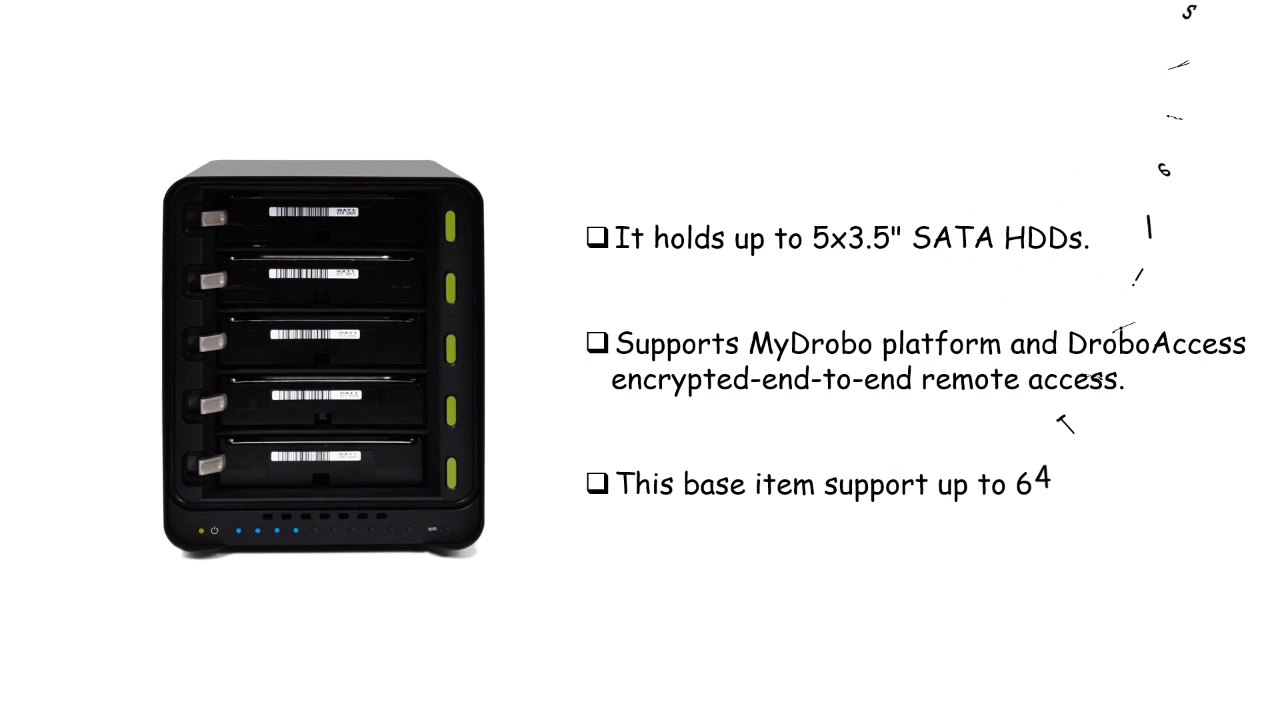 ❑ It holds up to 5x3.5" SATA HDDs.
❑ Supports MyDrobo platform and DroboAccess
encrypted-end-to-end remote access.
❑ This base item support up to 64